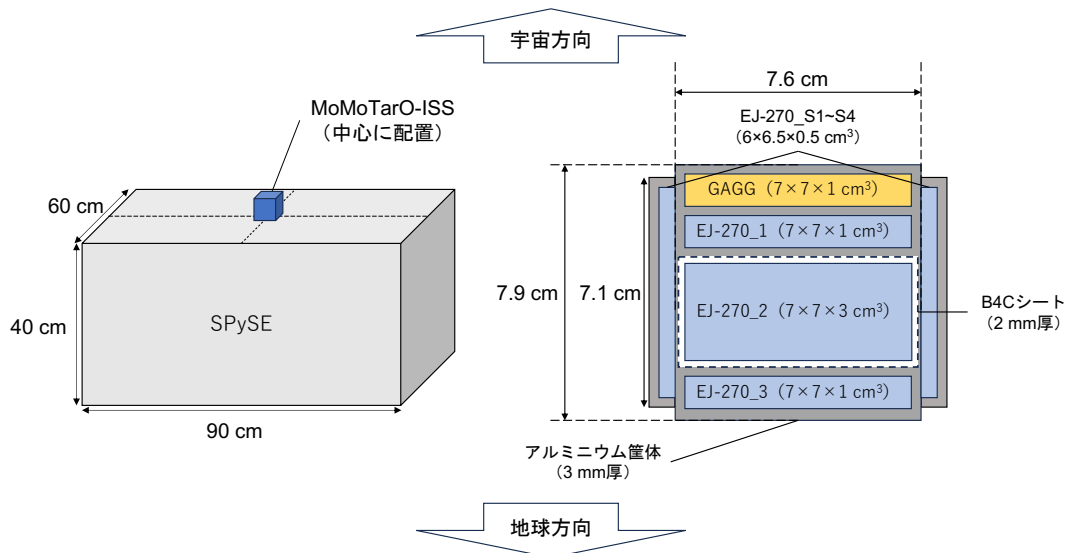 宇宙方向
MoMoTarO-ISS
（中心に配置）
60 cm
40 cm
SPySE
90 cm
7.6 cm
EJ-270_S1~S4
（6×6.5×0.5 cm³）
GAGG（7×7×1 cm³）
EJ-270_1（7×7×1 cm³）
7.9 cm
7.1 cm
EJ-270_2（7×7×3 cm³）
B4Cシート
（2 mm厚）
EJ-270_3（7×7×1 cm³）
アルミニウム筐体
（3 mm厚）
地球方向